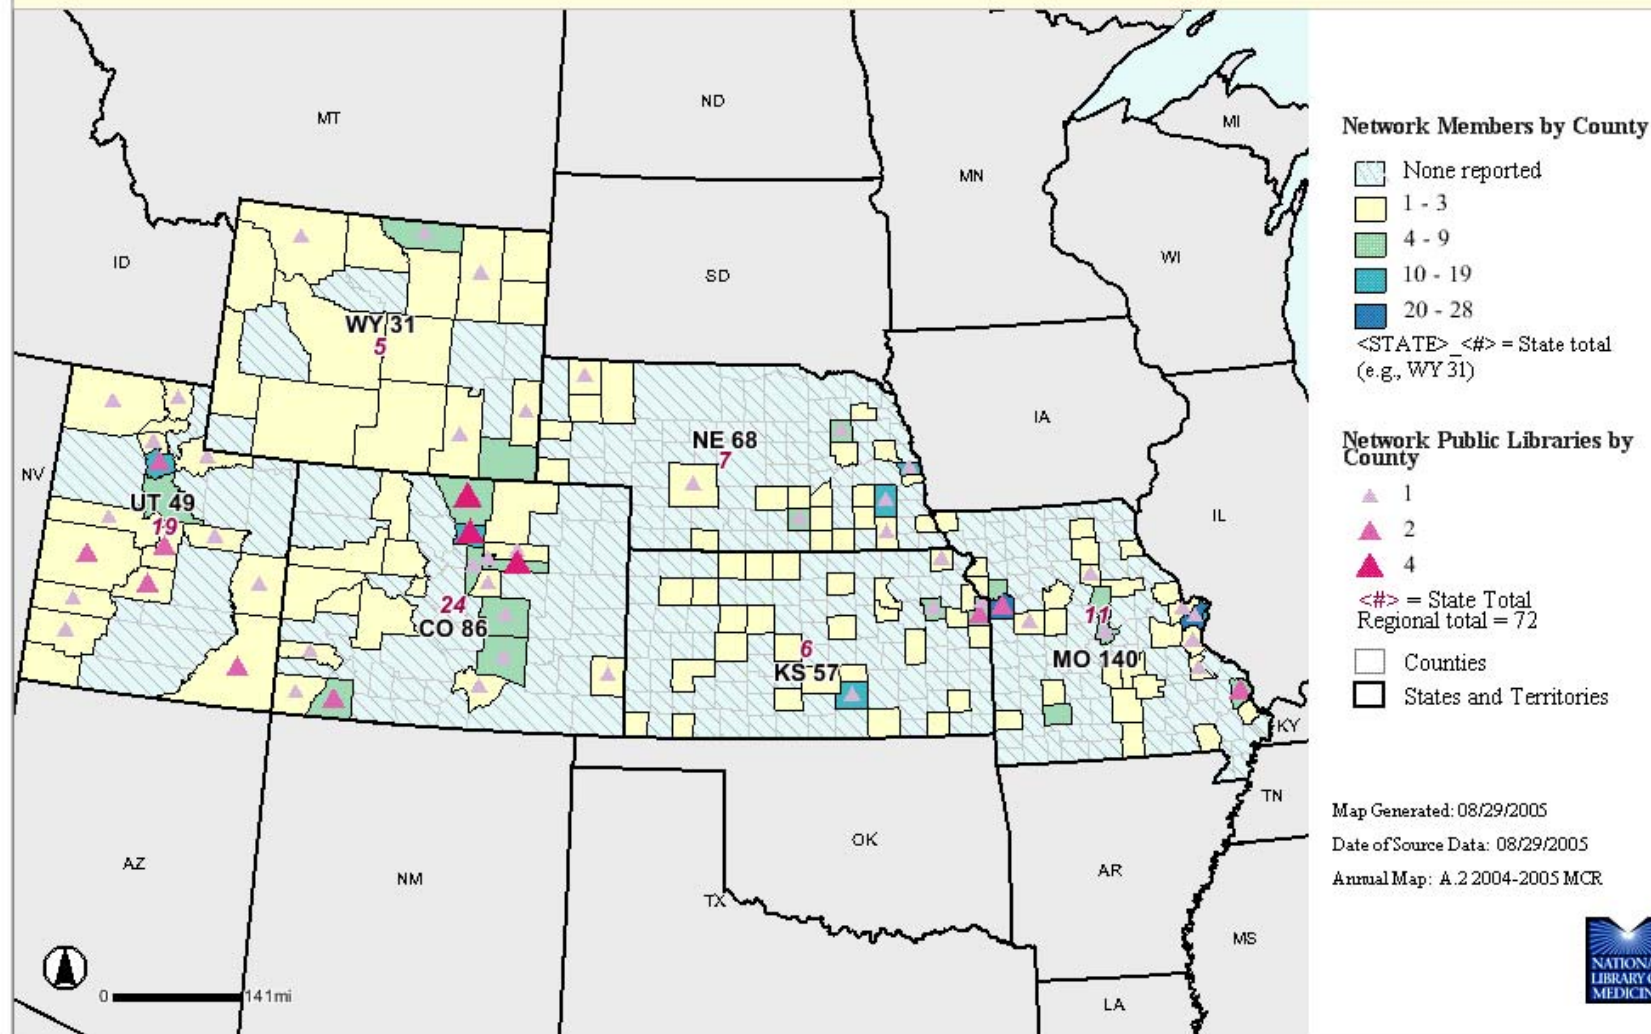 MT
ND
MN
MI
ID
SD
WI
WY 31
5
IA
NE 68
7
NV
UT 49
19
IL
24
CO 86
6
KS 57
11
MO 140
KY
TN
AZ
NM
OK
AR
TX
MS
LA
0 141mi
Network Members by County
None reported
1 - 3
4 - 9
10 - 19
20 - 28
<STATE>_<#> = State total
(e.g., WY 31)
Network Public Libraries by
County
1
2
4
<#> = State Total
Regional total = 72
Counties
States and Territories
Map Generated: 08/29/2005
Date of Source Data: 08/29/2005
Annual Map: A.2 2004-2005 MCR
NATIONA
LIBRARY O
MEDICIN